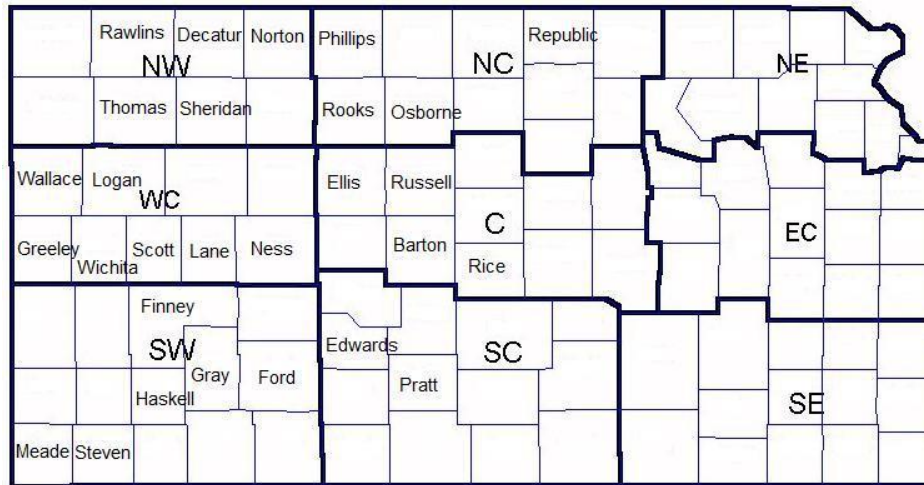 Rawlins Decatur Norton Phillips Republic
NW NC NE
Thomas Sheridan Rooks Osborne
Wallace Logan Ellis Russell
WC C EC
Greeley Wichita Scott Lane Ness Barton Rice
Finney
SW Edwards SC
Haskell Gray Ford Pratt SE
Meade Steven